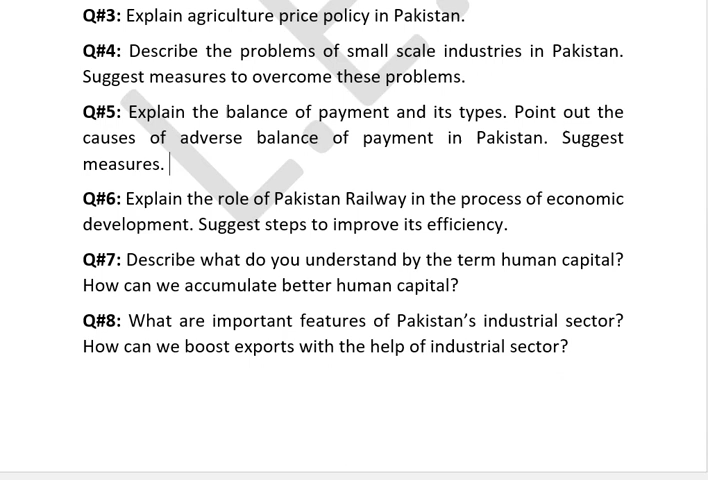 Q#3: Explain agriculture price policy in Pakistan.
Q#4: Describe the problems of small scale industries in Pakistan.
Suggest measures to overcome these problems.
Q#5: Explain the balance of payment and its types. Point out the
causes of adverse balance of payment in Pakistan. Suggest
measures.
Q#6: Explain the role of Pakistan Railway in the process of economic
development. Suggest steps to improve its efficiency.
Q#7: Describe what do you understand by the term human capital?
How can we accumulate better human capital?
Q#8: What are important features of Pakistan’s industrial sector?
How can we boost exports with the help of industrial sector?